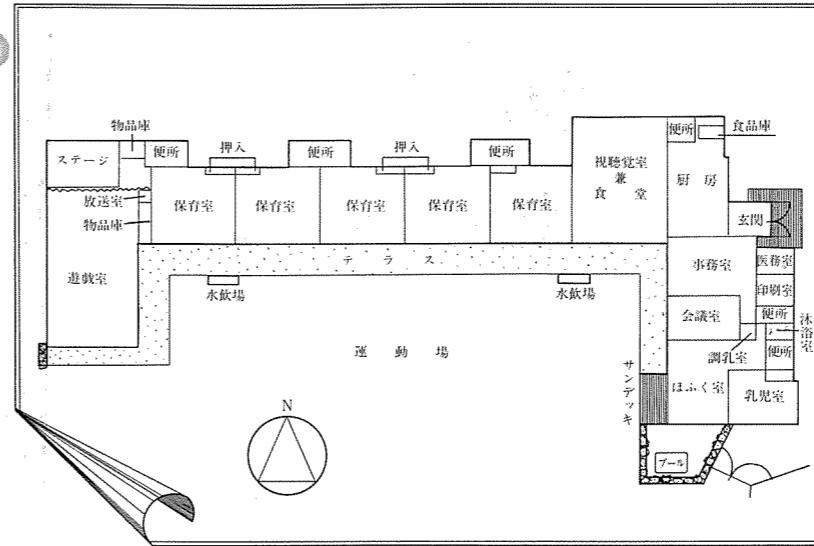 物品庫
便所
押入
便所
押入
便所
便所
食品庫
ステージ
視聴覚室
兼
食堂
厨房
放送室
物品庫
保育室
保育室
保育室
保育室
保育室
玄関
遊戯室
テラス
事務室
医務室
印刷室
水飲場
水飲場
会議室
便所
沐浴室
調乳室
便所
運動場
サンデッキ
ほふく室
乳児室
N
プール